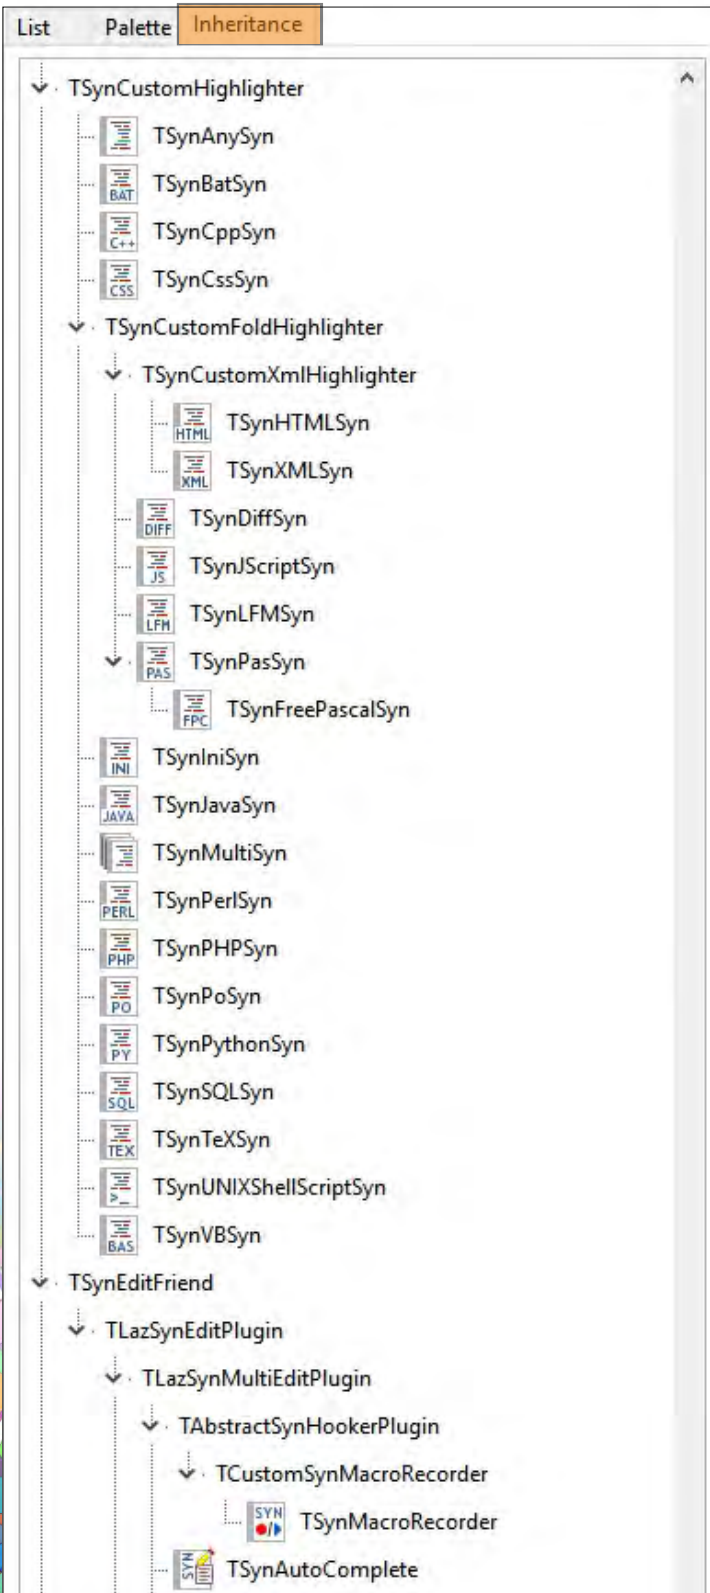 List Palette Inheritance
TSynCustomHighlighter
TSynAnySyn
BAT TSynBatSyn
C++ TSynCppSyn
CSS TSynCssSyn
TSynCustomFoldHighlighter
TSynCustomXmlHighlighter
HTML TSynHTMLSyn
XML TSynXMLSyn
DIFF TSynDiffSyn
JS TSynJScriptSyn
LFM TSynLFMSyn
PAS TSynPasSyn
FPC TSynFreePascalSyn
INI TSynIniSyn
JAVA TSynJavaSyn
TSynMultiSyn
PERL TSynPerlSyn
PHP TSynPHPSyn
PO TSynPoSyn
PY TSynPythonSyn
SQL TSynSQLSyn
TEX TSynTeXSyn
>_ TSynUNIXShellScriptSyn
BAS TSynVBSyn
TSynEditFriend
TLazSynEditPlugin
TLazSynMultiEditPlugin
TAbstractSynHookerPlugin
TCustomSynMacroRecorder
SYN TSynMacroRecorder
SYN TSynAutoComplete